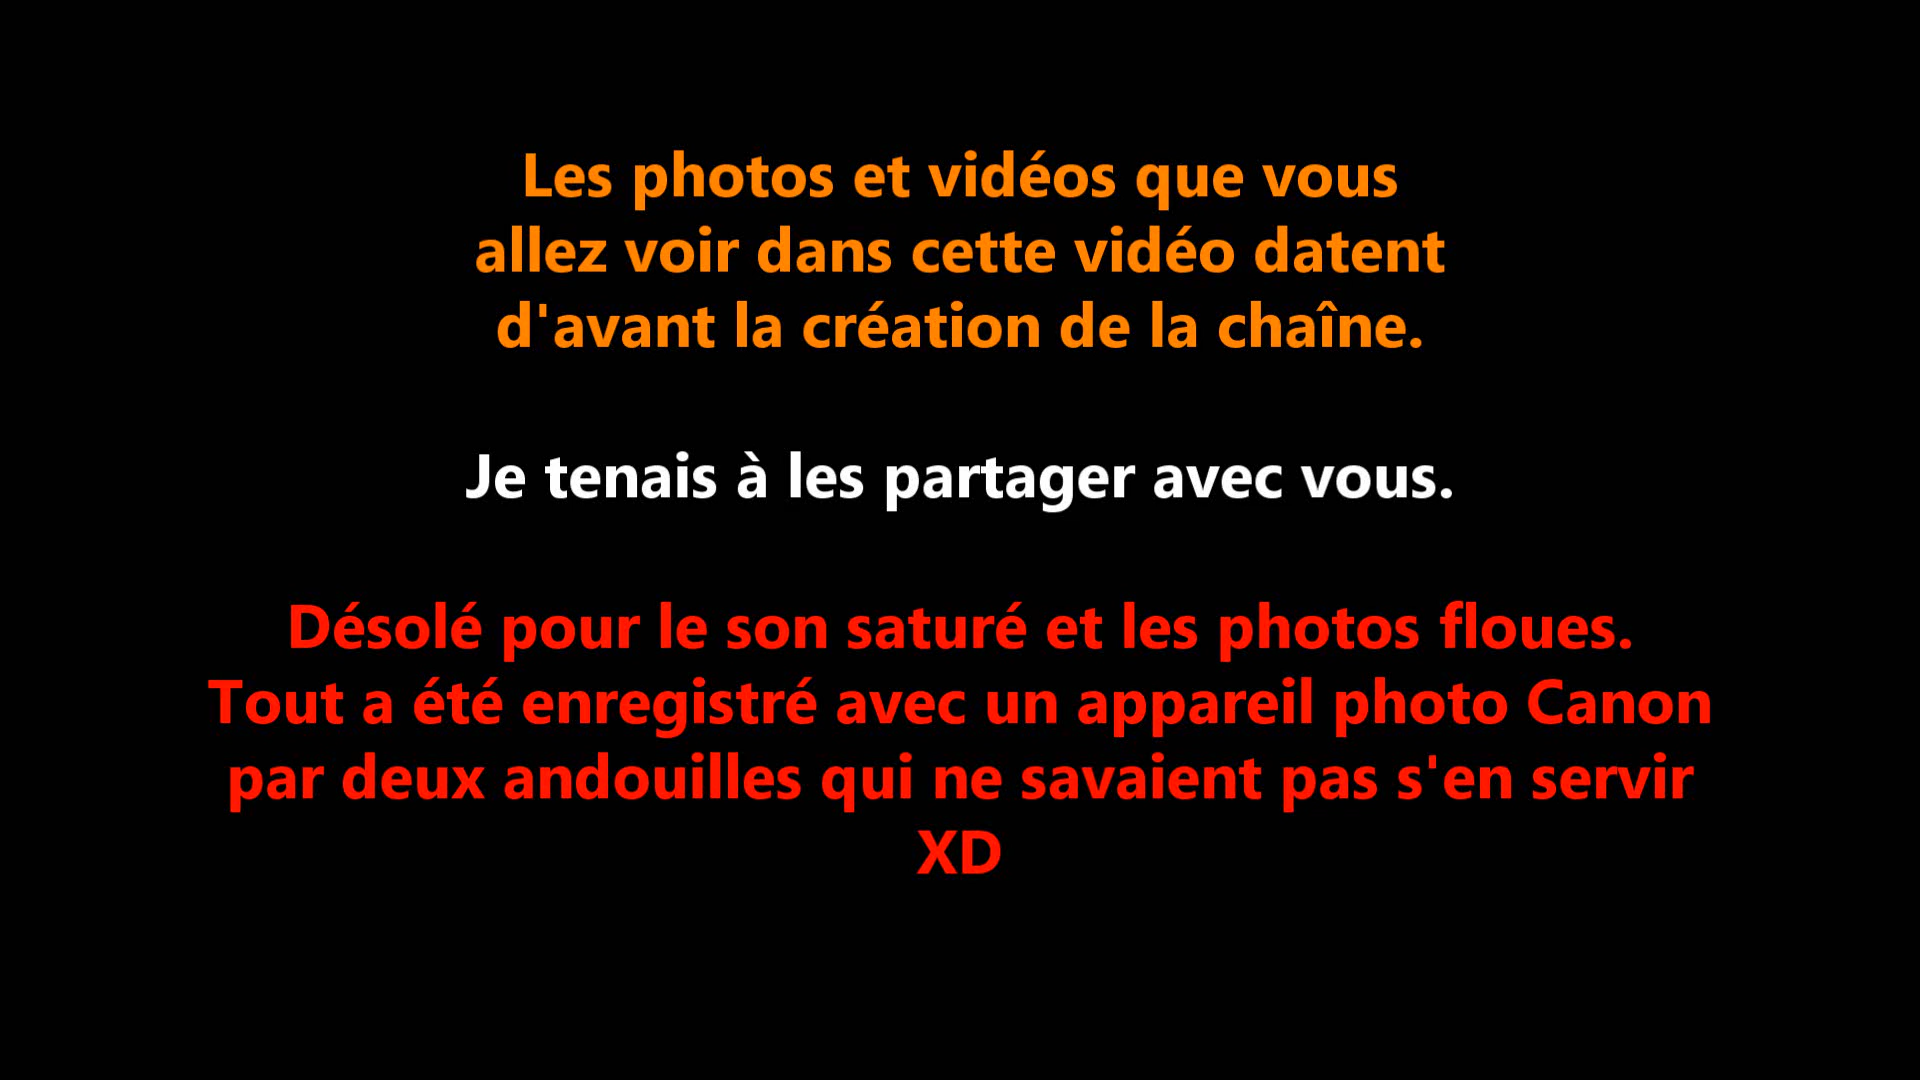 Les photos et vidéos que vous
allez voir dans cette vidéo datent
d'avant la création de la chaîne.
Je tenais à les partager avec vous.
Désolé pour le son saturé et les photos floues.
Tout a été enregistré avec un appareil photo Canon
par deux andouilles qui ne savaient pas s'en servir
XD